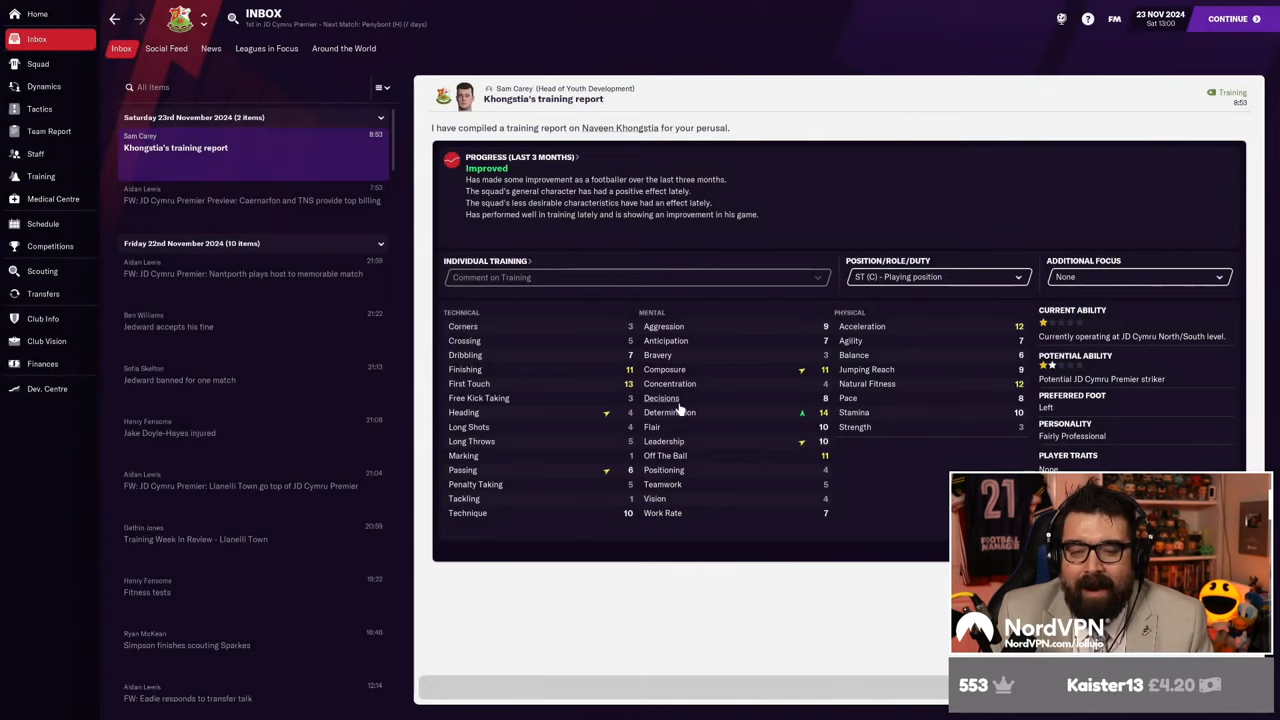 Home
INBOX
1st in JD Cymru Premier - Next Match: Penybont (H) (7 days)
FM
23 NOV 2024
Sat 13:00
CONTINUE
Inbox
Squad
Dynamics
Tactics
Team Report
Staff
Training
Medical Centre
Schedule
Competitions
Scouting
Transfers
Club Info
Club Vision
Finances
Dev. Centre
Inbox
Social Feed
News
Leagues in Focus
Around the World
All Items
Saturday 23rd November 2024 (2 items)
Sam Carey
8:53
Khongstia's training report
Aidan Lewis
7:53
FW: JD Cymru Premier Preview: Caernarfon and TNS provide top billing
Friday 22nd November 2024 (10 items)
Aidan Lewis
21:59
FW: JD Cymru Premier: Nantporth plays host to memorable match
Ben Williams
21:22
Jedward accepts his fine
Sofia Skelton
21:13
Jedward banned for one match
Henry Fensome
21:08
Jake Doyle-Hayes injured
Aidan Lewis
21:04
FW: JD Cymru Premier: Llanelli Town go top of JD Cymru Premier
Gethin Jones
20:59
Training Week In Review - Llanelli Town
Henry Fensome
19:22
Fitness tests
Ryan McKean
16:46
Simpson finishes scouting Sparkes
Aidan Lewis
12:14
FW: Eadie responds to transfer talk
Sam Carey (Head of Youth Development)
Khongstia's training report
Training
8:53
I have compiled a training report on Naveen Khongstia for your perusal.
PROGRESS (LAST 3 MONTHS)
Improved
Has made some improvement as a footballer over the last three months.
The squad's general character has had a positive effect lately.
The squad's less desirable characteristics have had an effect lately.
Has performed well in training lately and is showing an improvement in his game.
INDIVIDUAL TRAINING
Comment on Training
POSITION/ROLE/DUTY
ST (C) - Playing position
ADDITIONAL FOCUS
None
TECHNICAL
Corners 3
Crossing 5
Dribbling 7
Finishing 11
First Touch 13
Free Kick Taking 3
Heading 4
Long Shots 4
Long Throws 5
Marking 1
Passing 6
Penalty Taking 5
Tackling 1
Technique 10
MENTAL
Aggression 9
Anticipation 7
Bravery 3
Composure 11
Concentration 4
Decisions 8
Determination 14
Flair 10
Leadership 10
Off The Ball 11
Positioning 4
Teamwork 5
Vision 4
Work Rate 7
PHYSICAL
Acceleration 12
Agility 7
Balance 6
Jumping Reach 9
Natural Fitness 12
Pace 8
Stamina 10
Strength 3
CURRENT ABILITY
Currently operating at JD Cymru North/South level.
POTENTIAL ABILITY
Potential JD Cymru Premier striker
PREFERRED FOOT
Left
PERSONALITY
Fairly Professional
PLAYER TRAITS
None
21
FOOTBALL
MANAGER
NordVPN®
NordVPN.com/lollujo
553
Kaister13 £4.20